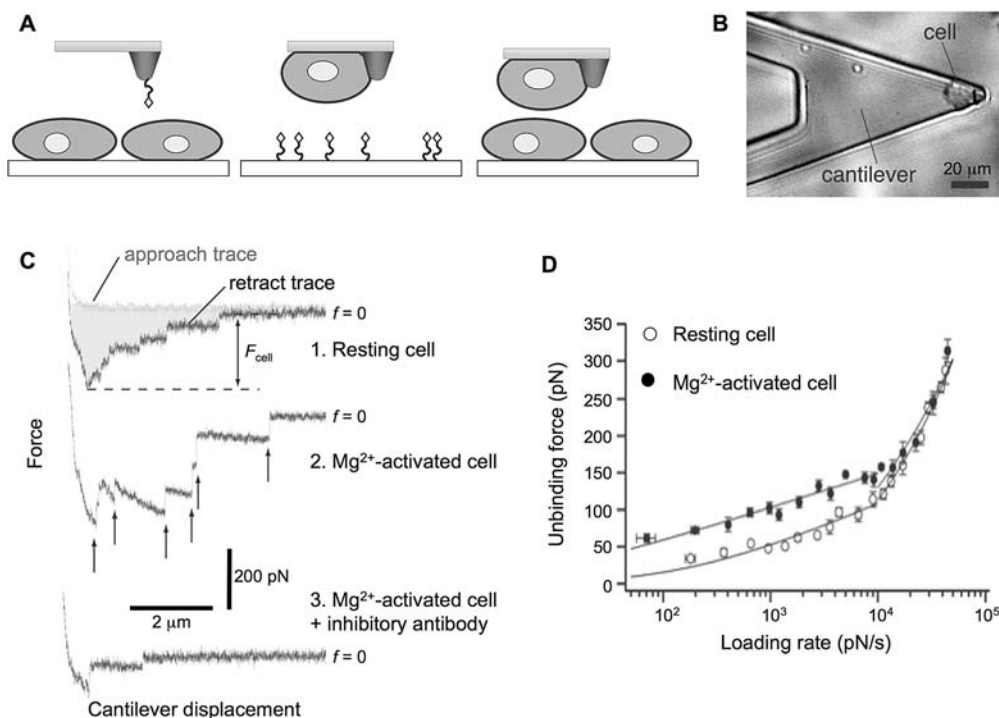 A
B
cell
cantilever
20 μm
C
approach trace
retract trace
f = 0
Fcell
1. Resting cell
f = 0
2. Mg²⁺-activated cell
200 pN
2 μm
3. Mg²⁺-activated cell
+ inhibitory antibody
f = 0
Force
Cantilever displacement
D
350
300
250
200
150
100
50
0
Unbinding force (pN)
Resting cell
Mg²⁺-activated cell
10² 10³ 10⁴ 10⁵
Loading rate (pN/s)